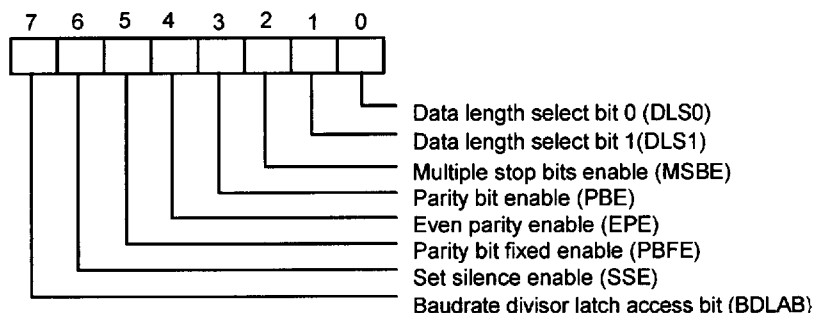 7 6 5 4 3 2 1 0
Data length select bit 0 (DLS0)
Data length select bit 1(DLS1)
Multiple stop bits enable (MSBE)
Parity bit enable (PBE)
Even parity enable (EPE)
Parity bit fixed enable (PBFE)
Set silence enable (SSE)
Baudrate divisor latch access bit (BDLAB)